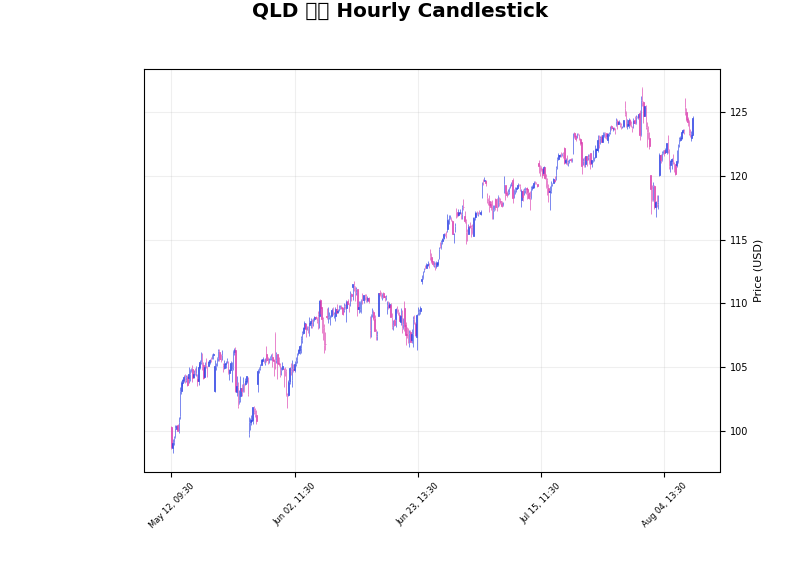 QLD Hourly Candlestick
125
120
115
110
105
100
Price (USD)
May 12, 09:30
Jun 02, 11:30
Jun 23, 13:30
Jul 15, 11:30
Aug 04, 13:30